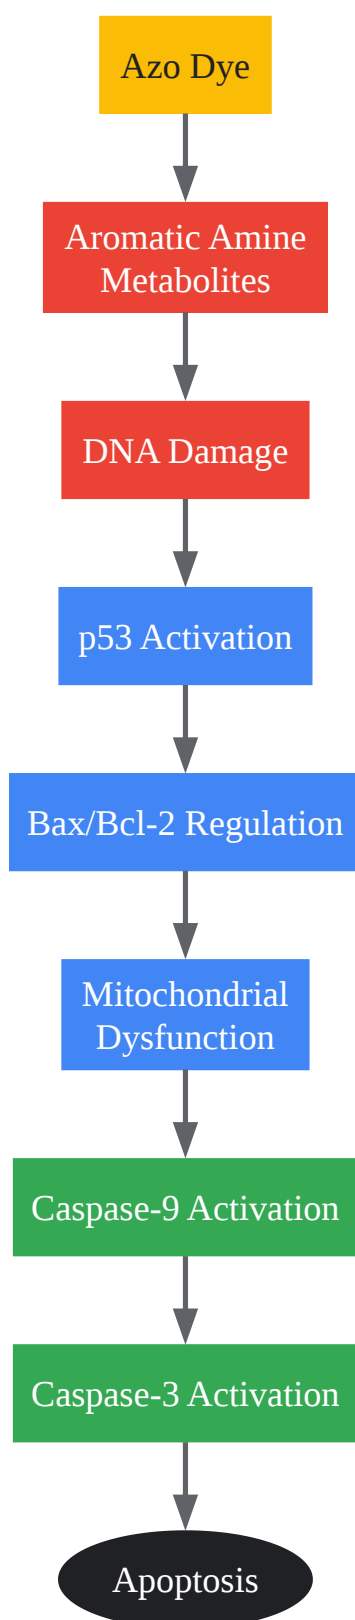 Azo Dye
Aromatic Amine
Metabolites
DNA Damage
p53 Activation
Bax/Bcl-2 Regulation
Mitochondrial
Dysfunction
Caspase-9 Activation
Caspase-3 Activation
Apoptosis